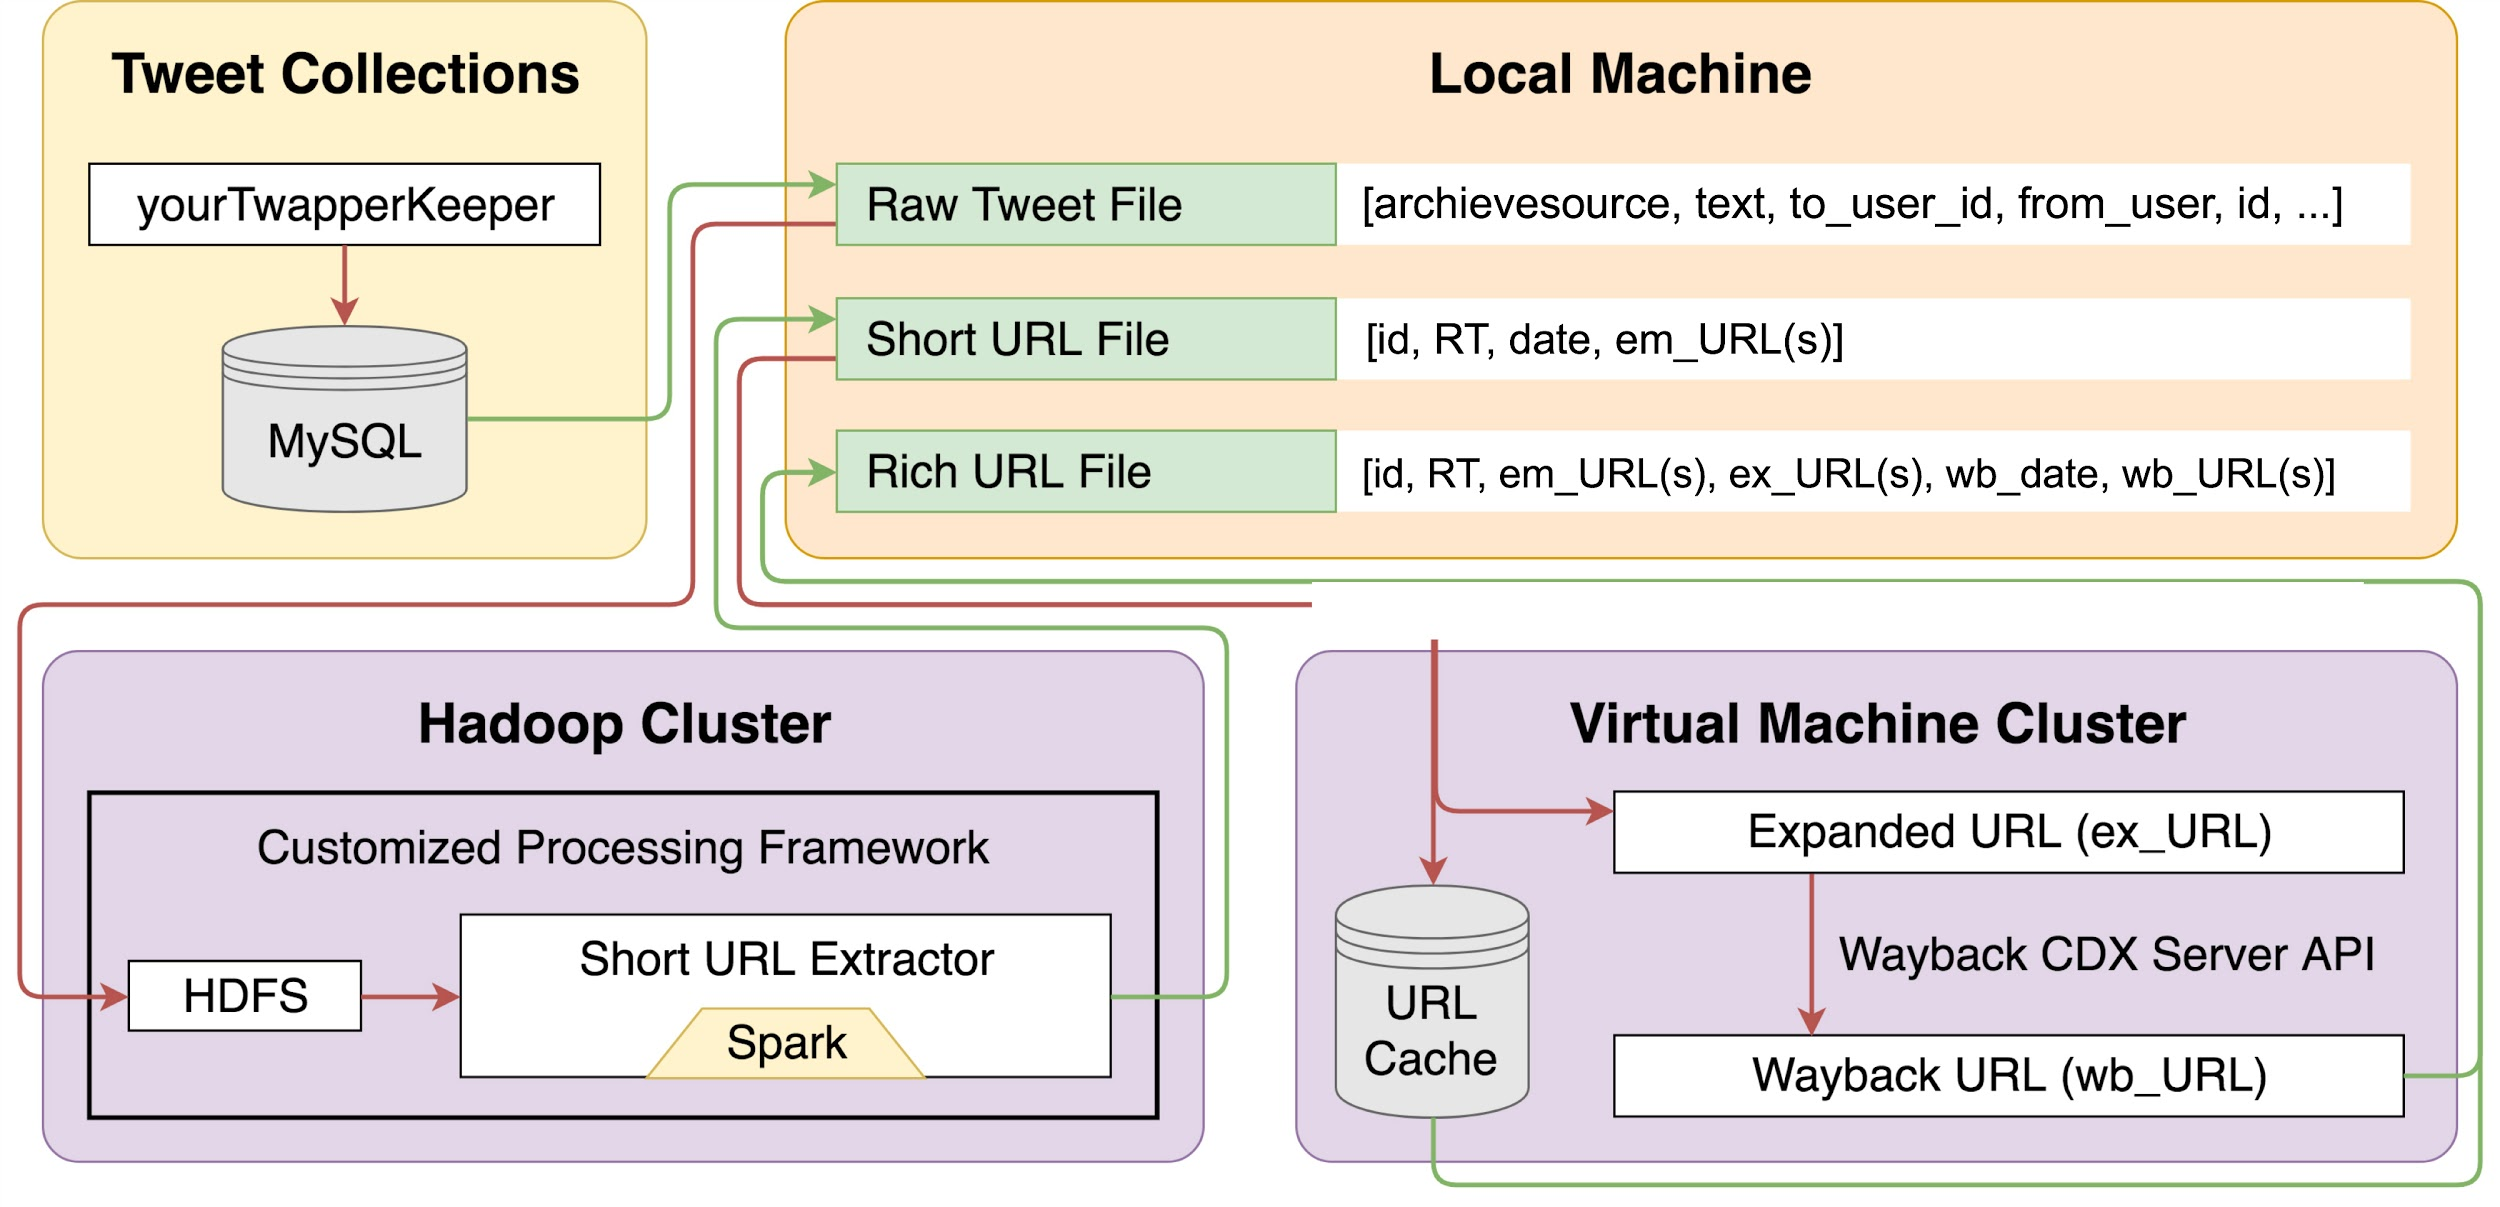 Tweet Collections
yourTwapperKeeper
MySQL
Local Machine
Raw Tweet File
[archievesource, text, to_user_id, from_user, id, ...]
Short URL File
[id, RT, date, em_URL(s)]
Rich URL File
[id, RT, em_URL(s), ex_URL(s), wb_date, wb_URL(s)]
Hadoop Cluster
Customized Processing Framework
HDFS
Short URL Extractor
Spark
Virtual Machine Cluster
Expanded URL (ex_URL)
Wayback CDX Server API
URL
Cache
Wayback URL (wb_URL)